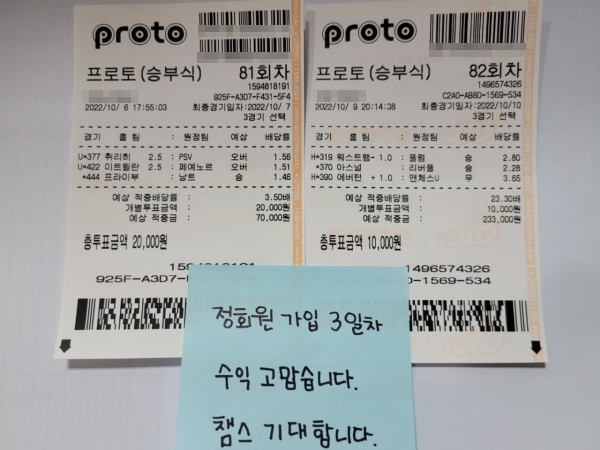 proto
프로토 (승부식) 81회차
1594818191
925F-A3D7-F431-5F4
2022/10/ 6 17:55:03 최종경기일자:2022/10/ 7
3경기 선택
경기 홈팀 : 원정팀 예상 배당률
U*377 취리히 2.5 : PSV 오버 1.56
U*422 미트윌란 2.5 : 페예노르 오버 1.51
*444 프라이부 : 낭트 승 1.46
예상 적중배당률 : 3.50배
개별투표금액 : 20,000원
예상 적중금 : 70,000원
총투표금액 20,000원
1594818191
925F-A3D7-
proto
프로토 (승부식) 82회차
1496574326
C2A0-AB8D-1569-534
2022/10/ 9 20:14:38 최종경기일자:2022/10/10
3경기 선택
경기 홈팀 : 원정팀 예상 배당률
H*319 웨스트햄- 1.0 : 풀럼 승 2.80
*370 아스널 : 리버풀 승 2.28
H*390 에버턴 + 1.0 : 맨체스U 무 3.65
예상 적중배당률 : 23.30배
개별투표금액 : 10,000원
예상 적중금 : 233,000원
총투표금액 10,000원
1496574326
-1569-534
정회원 가입 3일차
수익 고맙습니다.
챔스 기대합니다.